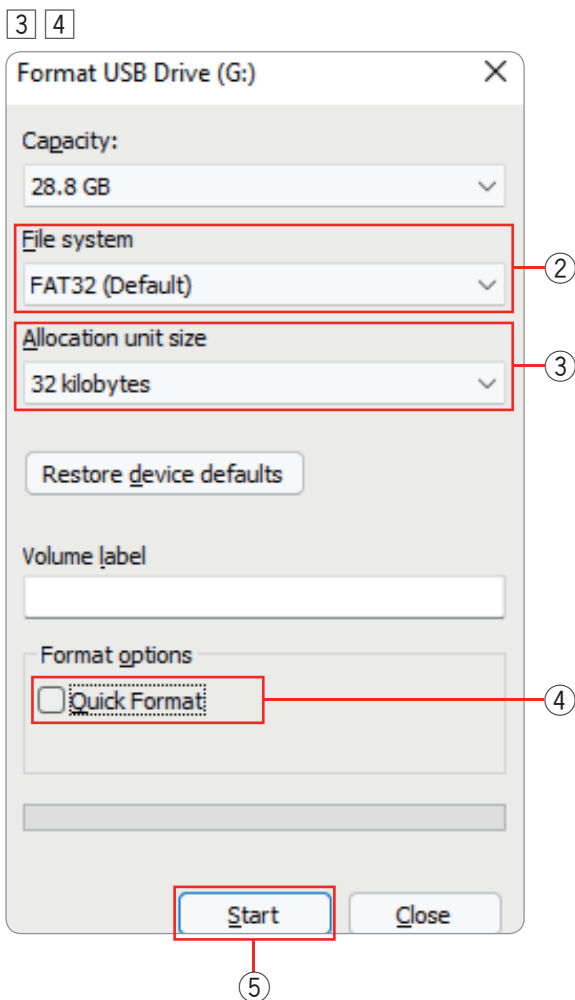 3 4
Format USB Drive (G:)
Capacity:
28.8 GB
File system
FAT32 (Default)
②
Allocation unit size
32 kilobytes
③
Restore device defaults
Volume label
Format options
Quick Format
④
Start Close
⑤